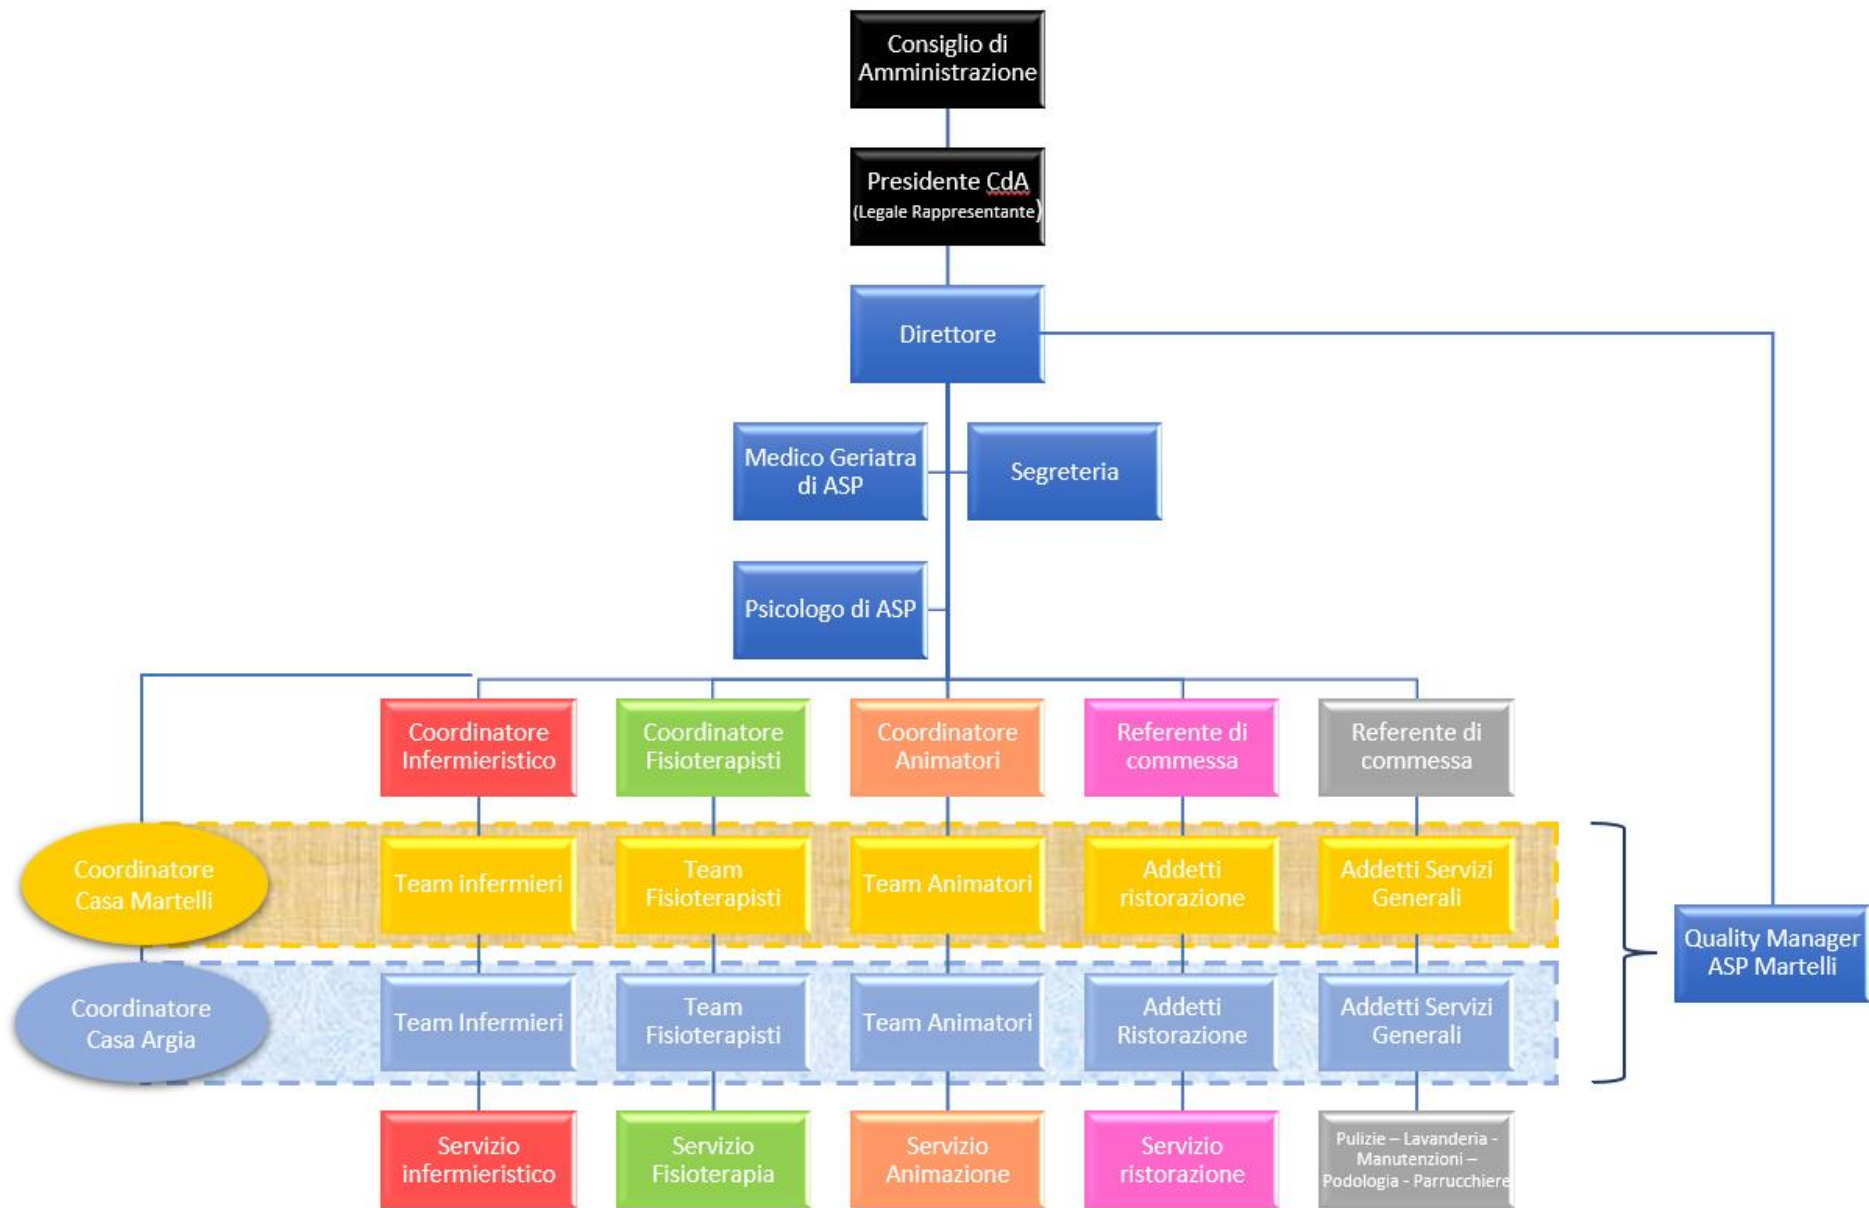 Consiglio di
Amministrazione
Presidente CdA
(Legale Rappresentante)
Direttore
Medico Geriatra
di ASP
Segreteria
Psicologo di ASP
Coordinatore
Infermieristico
Coordinatore
Fisioterapisti
Coordinatore
Animatori
Referente di
commessa
Referente di
commessa
Coordinatore
Casa Martelli
Team infermieri
Team
Fisioterapisti
Team Animatori
Addetti
ristorazione
Addetti Servizi
Generali
Quality Manager
ASP Martelli
Coordinatore
Casa Argia
Team Infermieri
Team
Fisioterapisti
Team Animatori
Addetti
Ristorazione
Addetti Servizi
Generali
Servizio
infermieristico
Servizio
Fisioterapia
Servizio
Animazione
Servizio
ristorazione
Pulizie – Lavanderia -
Manutenzioni –
Podologia - Parrucchiere